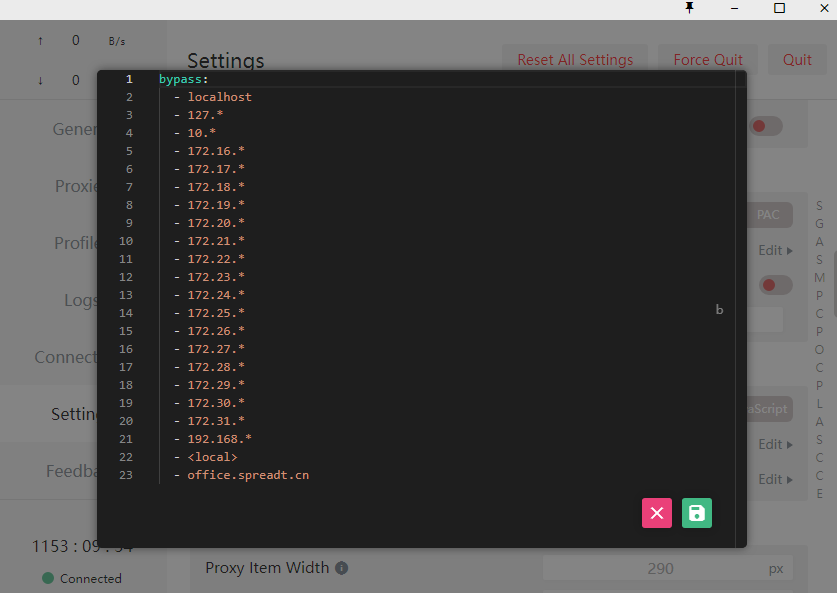 ↑ 0 B/s
Settings
Reset All Settings
Force Quit
Quit
↓ 0
Gener
Proxie
Profile
Logs
Connect
Settin
Feedba
1 bypass:
2 - localhost
3 - 127.*
4 - 10.*
5 - 172.16.*
6 - 172.17.*
7 - 172.18.*
8 - 172.19.*
9 - 172.20.*
10 - 172.21.*
11 - 172.22.*
12 - 172.23.*
13 - 172.24.*
14 - 172.25.*
15 - 172.26.*
16 - 172.27.*
17 - 172.28.*
18 - 172.29.*
19 - 172.30.*
20 - 172.31.*
21 - 192.168.*
22 - <local>
23 - office.spreadt.cn
b
PAC
Edit
aScript
Edit
Edit
S
G
A
S
M
P
C
P
O
C
P
L
A
S
C
C
E
1153 : 09 :
Connected
Proxy Item Width
290
px